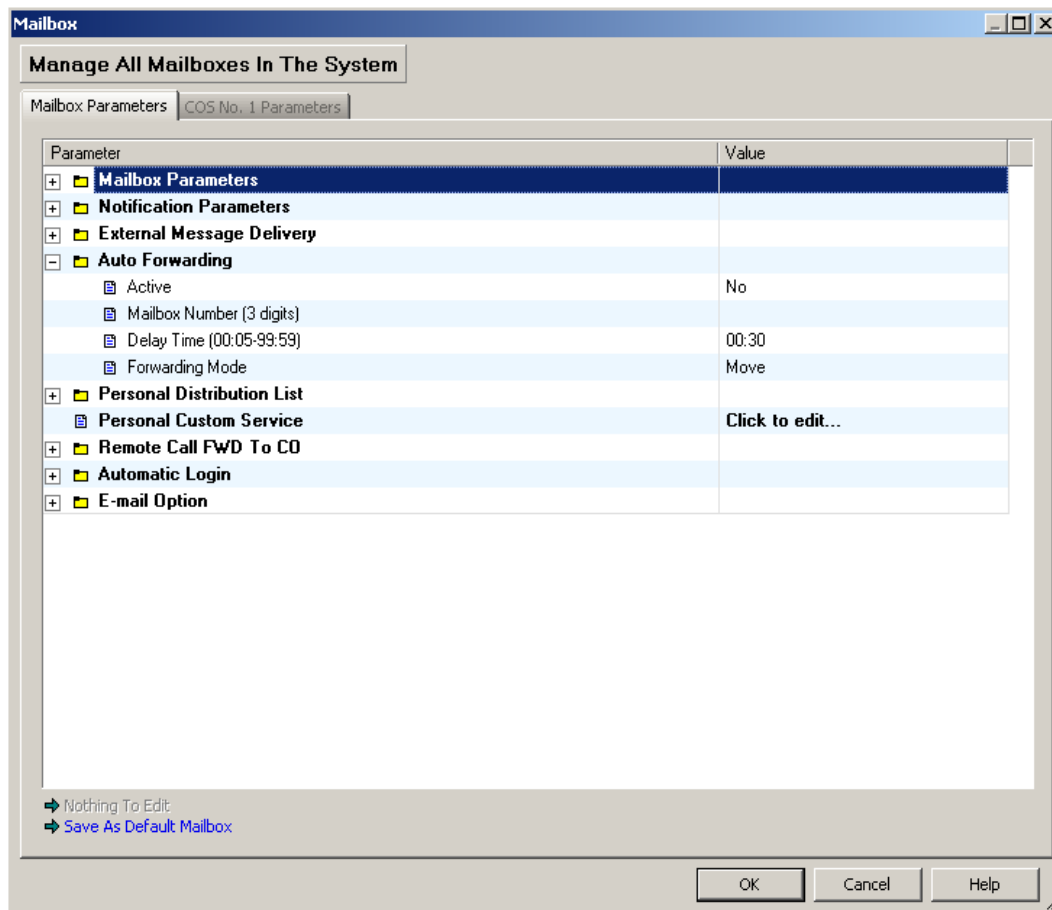 Mailbox
Manage All Mailboxes In The System
Mailbox Parameters COS No. 1 Parameters
Parameter Value
Mailbox Parameters
Notification Parameters
External Message Delivery
Auto Forwarding
Active No
Mailbox Number (3 digits)
Delay Time (00:05-99:59) 00:30
Forwarding Mode Move
Personal Distribution List
Personal Custom Service Click to edit...
Remote Call FWD To CO
Automatic Login
E-mail Option
Nothing To Edit
Save As Default Mailbox
OK Cancel Help